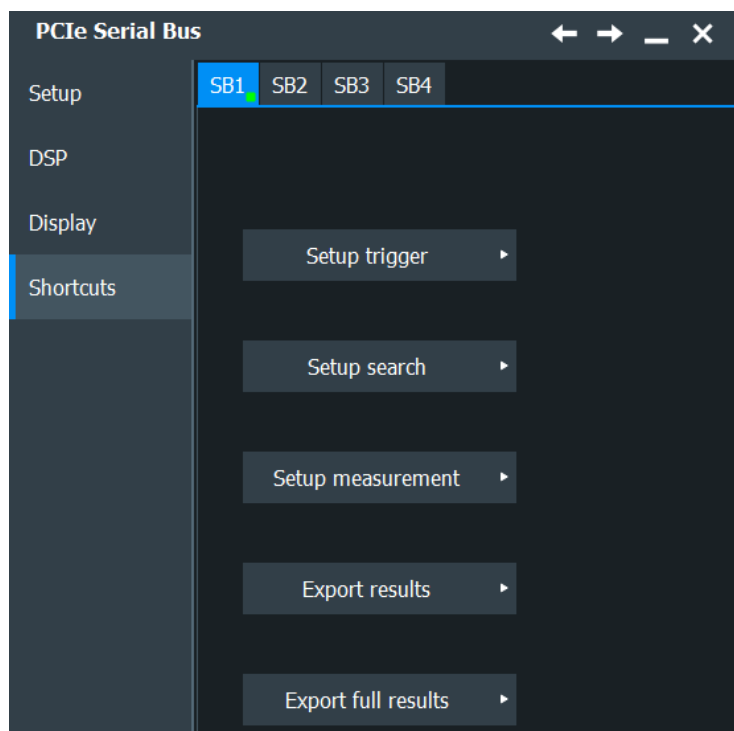 PCIe Serial Bus
Setup
DSP
Display
Shortcuts
SB1 SB2 SB3 SB4
Setup trigger
Setup search
Setup measurement
Export results
Export full results